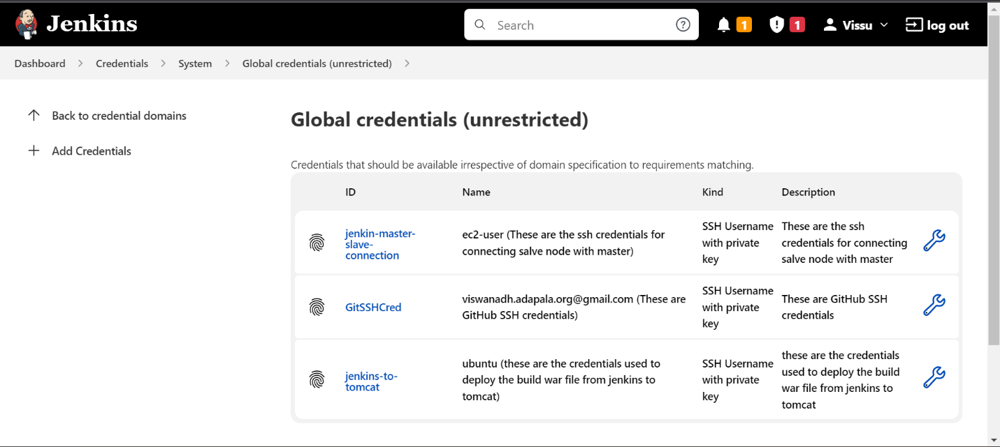 Jenkins
Search
1
1
Vissu
log out
Dashboard
Credentials
System
Global credentials (unrestricted)
Back to credential domains
Add Credentials
Global credentials (unrestricted)
Credentials that should be available irrespective of domain specification to requirements matching.
ID Name Kind Description
jenkin-master-
slave-
connection
ec2-user (These are the ssh credentials for
connecting salve node with master)
SSH Username
with private
key
These are the ssh
credentials for connecting
salve node with master
GitSSHCred
viswanadh.adapala.org@gmail.com (These are
GitHub SSH credentials)
SSH Username
with private
key
These are GitHub SSH
credentials
jenkins-to-
tomcat
ubuntu (these are the credentials used to
deploy the build war file from jenkins to
tomcat)
SSH Username
with private
key
these are the credentials
used to deploy the build
war file from jenkins to
tomcat